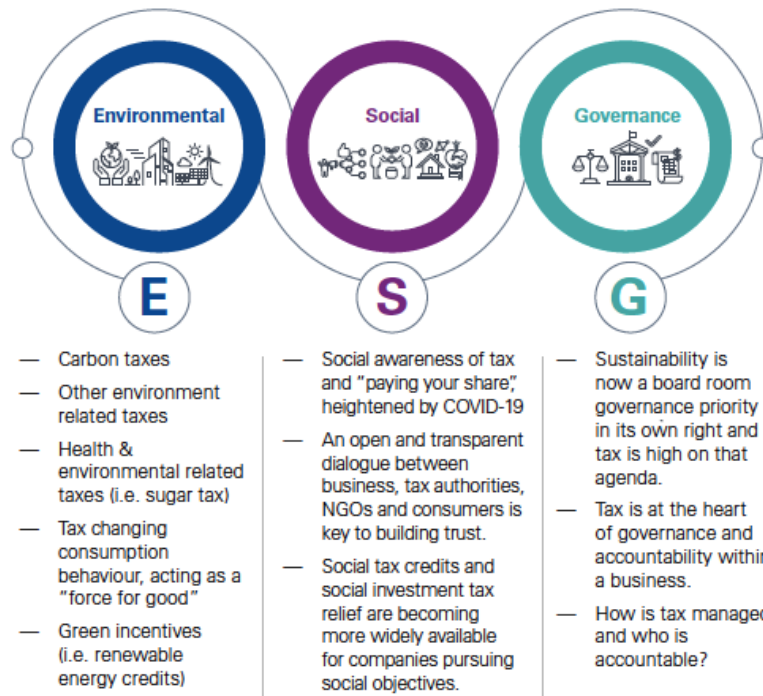 Environmental
Social
Governance
E
S
G
— Carbon taxes
— Other environment
related taxes
— Health &
environmental related
taxes (i.e. sugar tax)
— Tax changing
consumption
behaviour, acting as a
“force for good”
— Green incentives
(i.e. renewable
energy credits)
— Social awareness of tax
and “paying your share”,
heightened by COVID-19
— An open and transparent
dialogue between
business, tax authorities,
NGOs and consumers is
key to building trust.
— Social tax credits and
social investment tax
relief are becoming
more widely available
for companies pursuing
social objectives.
— Sustainability is
now a board room
governance priority
in its own right and
tax is high on that
agenda.
— Tax is at the heart
of governance and
accountability within
a business.
— How is tax managed
and who is
accountable?